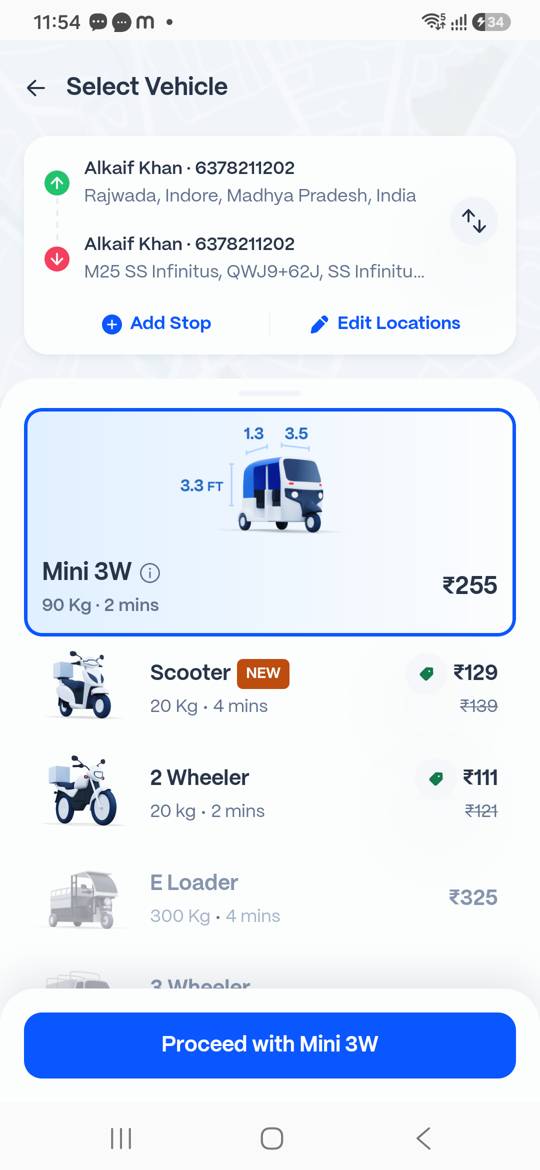 11:54
34
Select Vehicle
Alkaif Khan · 6378211202
Rajwada, Indore, Madhya Pradesh, India
Alkaif Khan · 6378211202
M25 SS Infinitus, QWJ9+62J, SS Infinitu...
Add Stop
Edit Locations
1.3 3.5
3.3 FT
Mini 3W
₹255
90 Kg · 2 mins
Scooter NEW ₹129
20 Kg · 4 mins ₹139
2 Wheeler ₹111
20 kg · 2 mins ₹121
E Loader
₹325
300 Kg · 4 mins
3 Wheeler
Proceed with Mini 3W